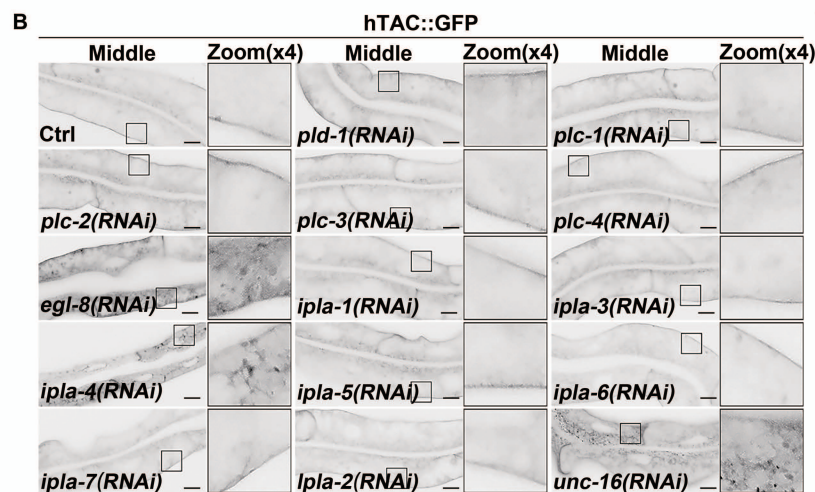 B
hTAC::GFP
Middle Zoom(x4) Middle Zoom(x4) Middle Zoom(x4)
Ctrl pld-1(RNAi) plc-1(RNAi)
plc-2(RNAi) plc-3(RNAi) plc-4(RNAi)
egl-8(RNAi) ipla-1(RNAi) ipla-3(RNAi)
ipla-4(RNAi) ipla-5(RNAi) ipla-6(RNAi)
ipla-7(RNAi) lpla-2(RNAi) unc-16(RNAi)